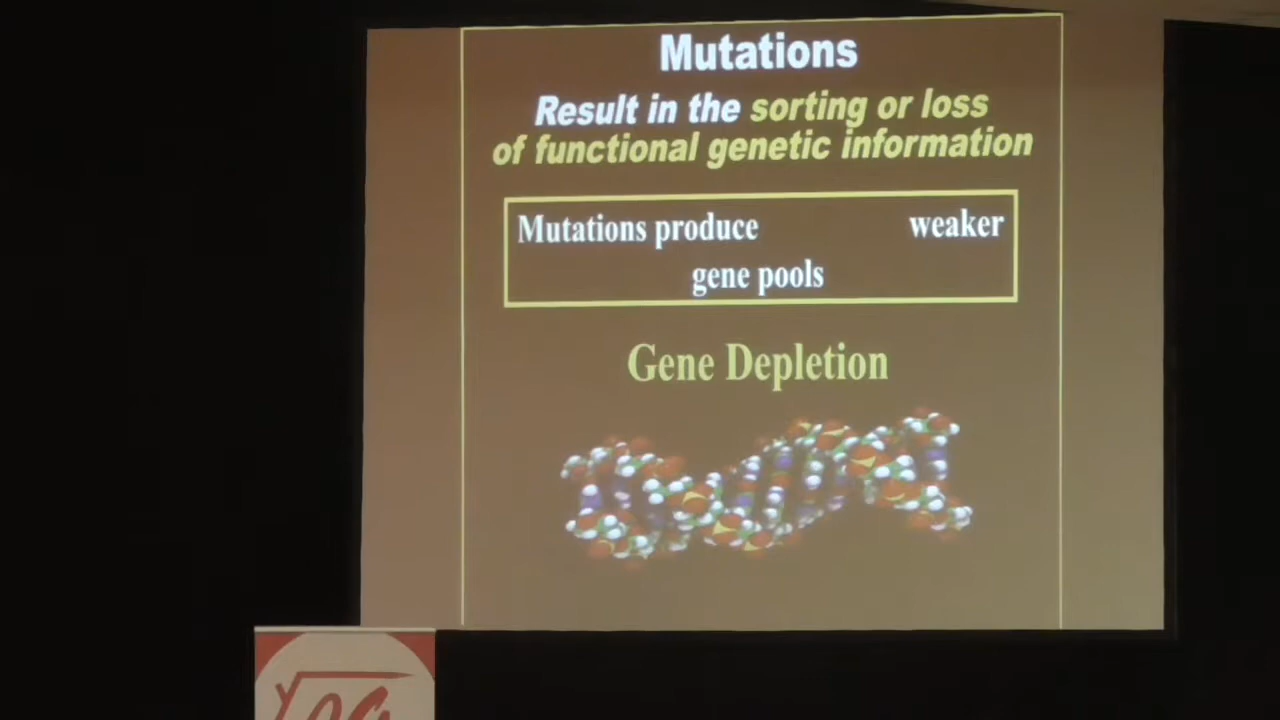 Mutations
Result in the sorting or loss
of functional genetic information
Mutations produce weaker
gene pools
Gene Depletion